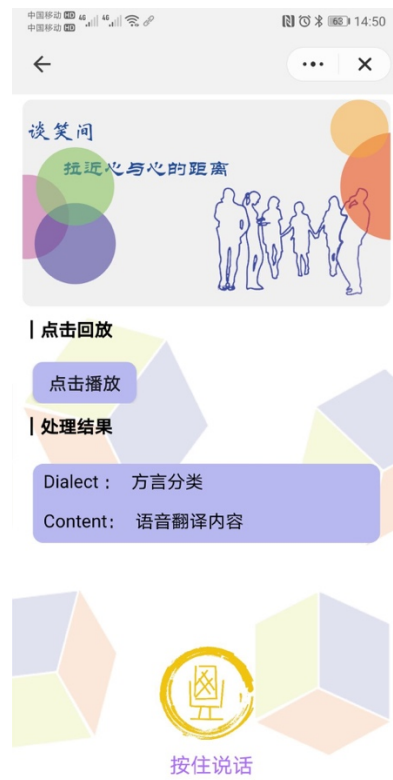 中国移动 HD 4G 4G 14:50
中国移动 HD
谈笑间
拉近心与心的距离
点击回放
点击播放
处理结果
Dialect： 方言分类
Content： 语音翻译内容
按住说话